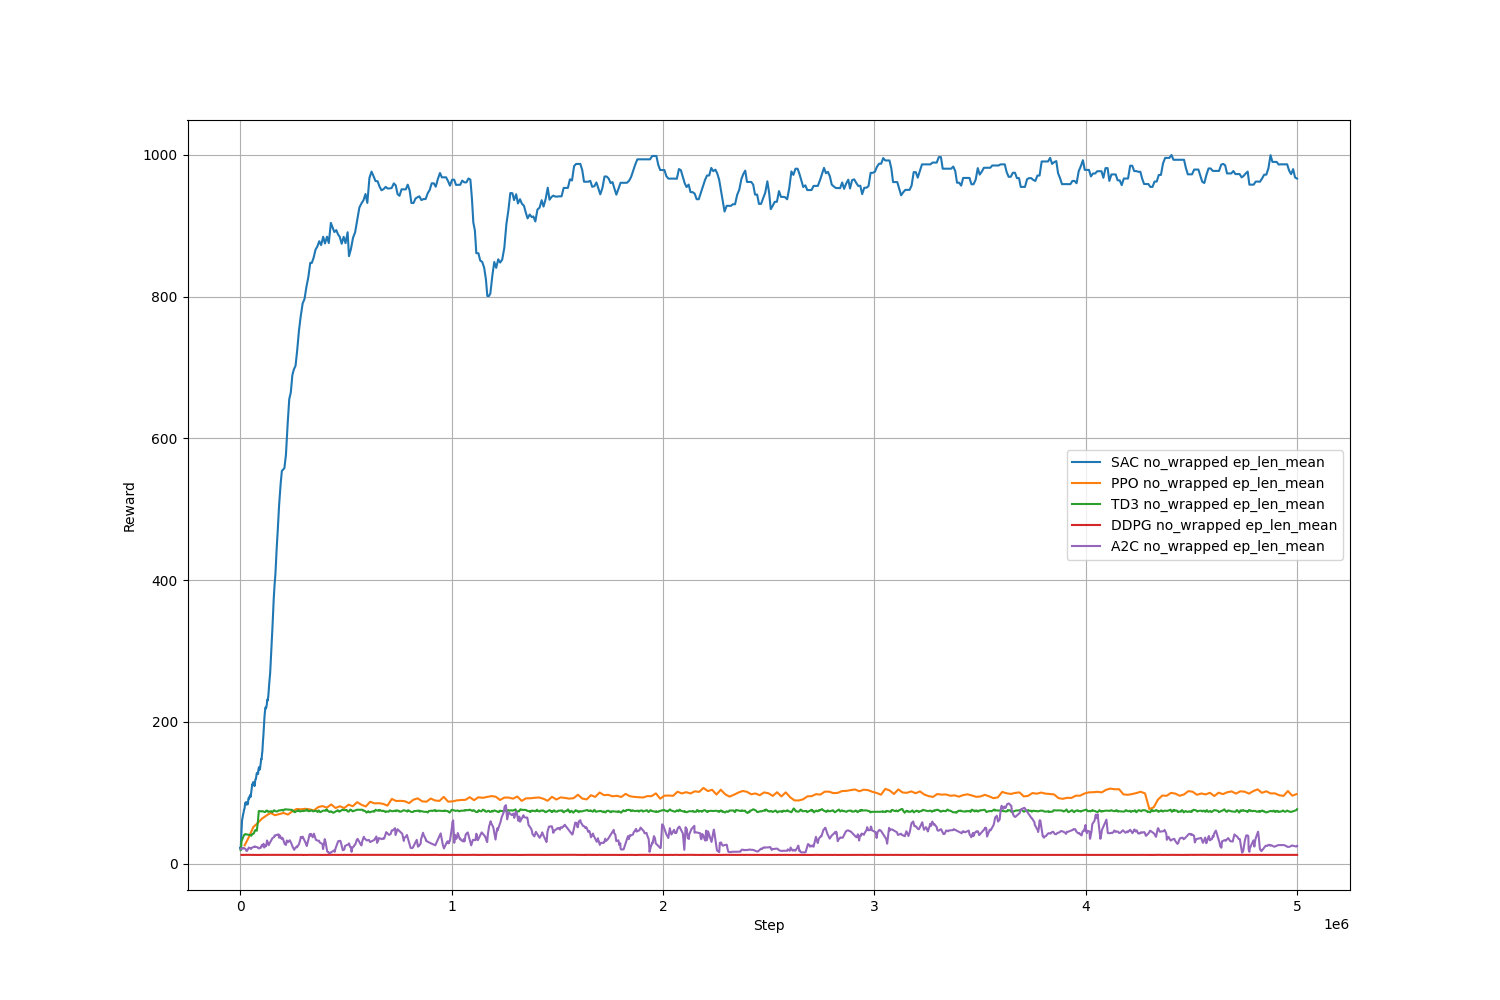 1000
800
600
400
200
0
Reward
SAC no_wrapped ep_len_mean
PPO no_wrapped ep_len_mean
TD3 no_wrapped ep_len_mean
DDPG no_wrapped ep_len_mean
A2C no_wrapped ep_len_mean
0 1 2 3 4 5
Step
1e6